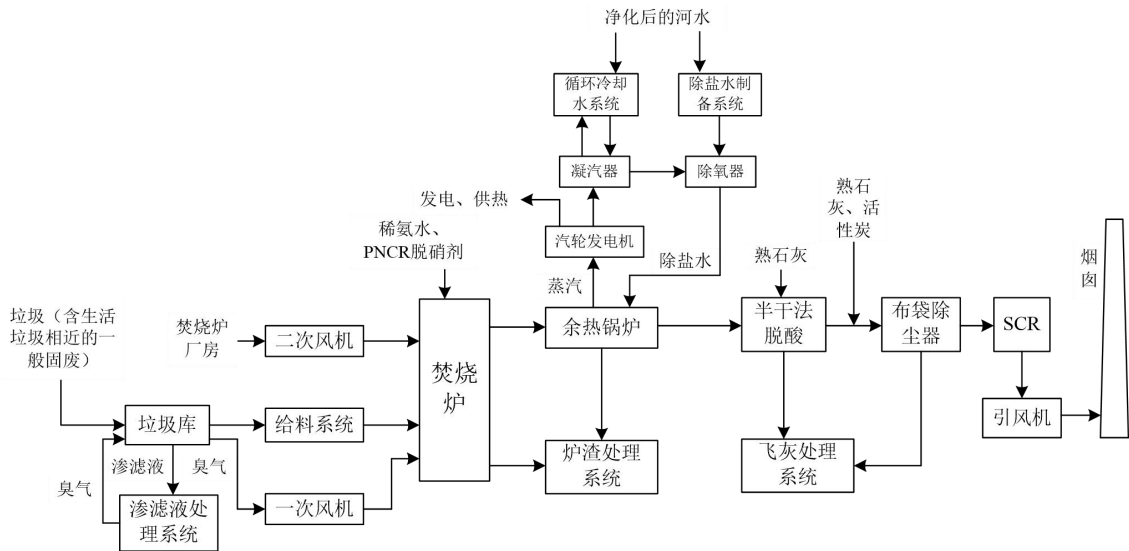 净化后的河水
循环冷却
水系统
除盐水制
备系统
凝汽器
除氧器
发电、供热
汽轮发电机
稀氨水、
PNCR脱硝剂
蒸汽
除盐水
熟石
灰、活
性炭
熟石灰
烟
囱
垃圾（含生活
垃圾相近的一
般固废）
焚烧炉
厂房
二次风机
焚烧
炉
余热锅炉
半干法
脱酸
布袋除
尘器
SCR
垃圾库
给料系统
引风机
渗滤液
臭气
臭气
渗滤液处
理系统
一次风机
炉渣处理
系统
飞灰处理
系统